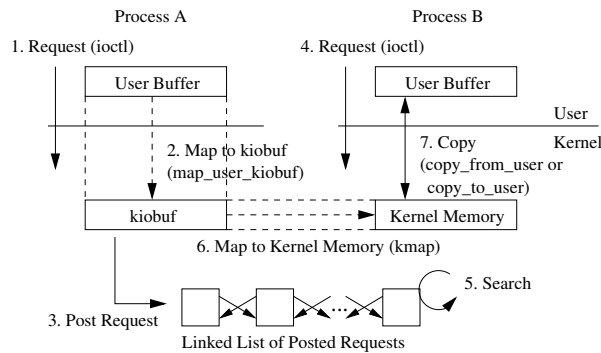 Process A
Process B
1. Request (ioctl)
4. Request (ioctl)
User Buffer
User Buffer
User
Kernel
2. Map to kiobuf
(map_user_kiobuf)
7. Copy
(copy_from_user or
copy_to_user)
kiobuf
Kernel Memory
6. Map to Kernel Memory (kmap)
3. Post Request
...
5. Search
Linked List of Posted Requests